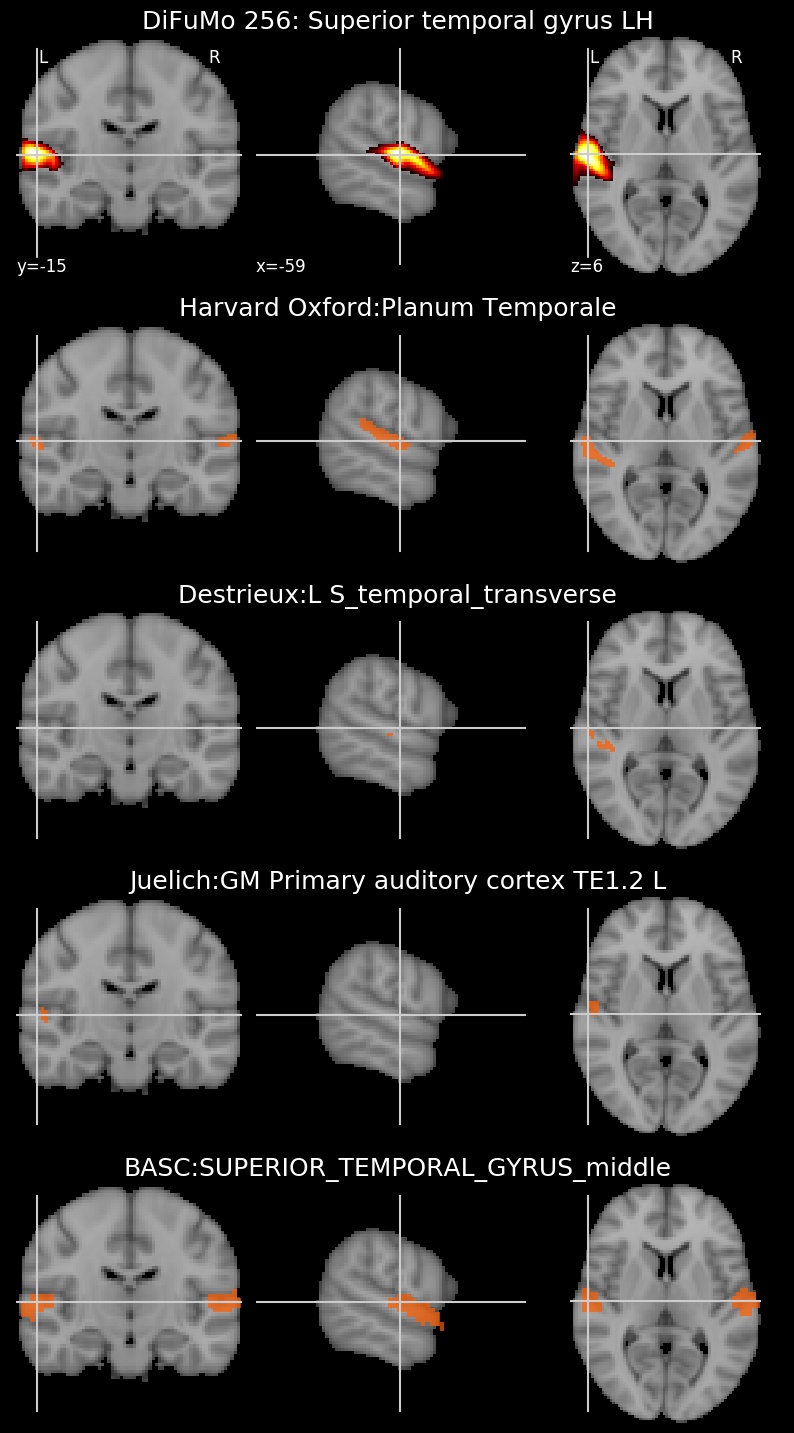 DiFuMo 256: Superior temporal gyrus LH
L R L R
y=-15 x=-59 z=6
Harvard Oxford:Planum Temporale
Destrieux:L S_temporal_transverse
Juelich:GM Primary auditory cortex TE1.2 L
BASC:SUPERIOR_TEMPORAL_GYRUS_middle